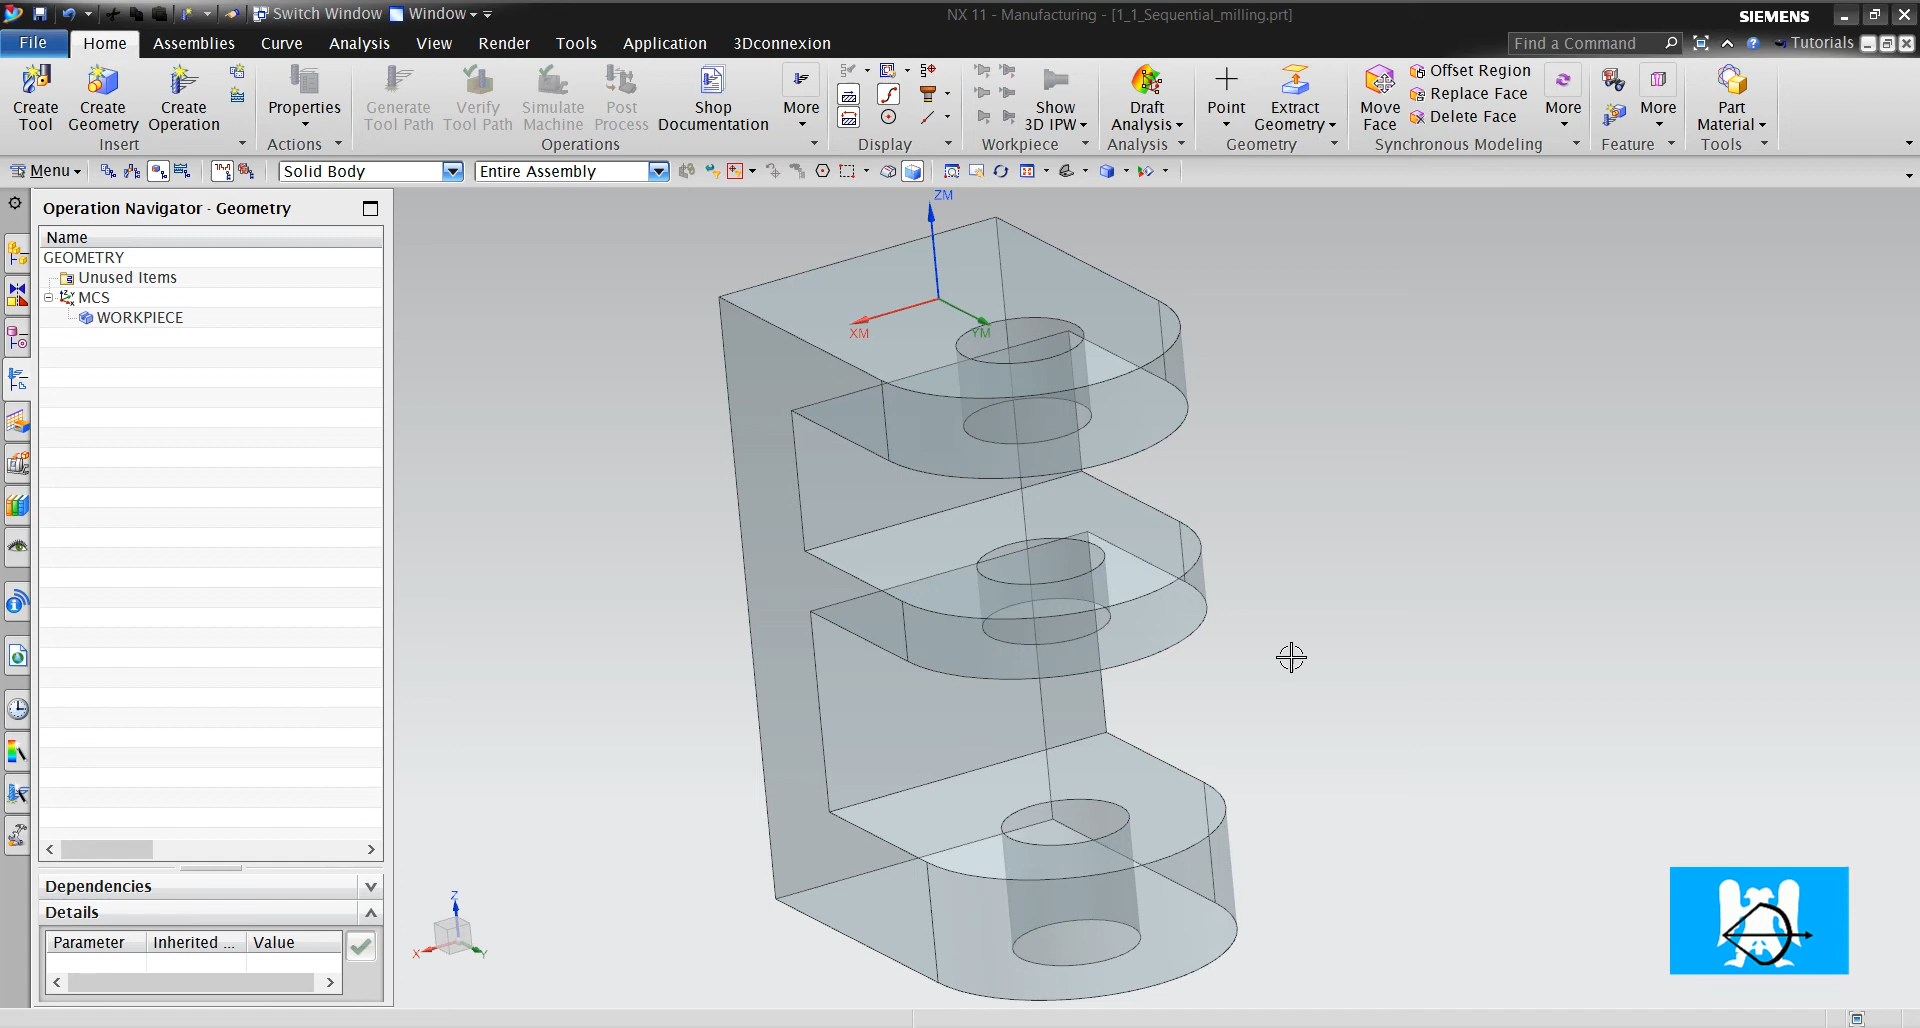 Switch Window Window NX 11 - Manufacturing - [1_1_Sequential_milling.prt] SIEMENS
File Home Assemblies Curve Analysis View Render Tools Application 3Dconnexion Find a Command Tutorials
Create Tool
Create Geometry
Create Operation
Properties
Generate Tool Path
Verify Tool Path
Simulate Machine
Post Process
Shop Documentation
More
Show 3D IPW
Draft Analysis
Point
Extract Geometry
Move Face
Offset Region
Replace Face
Delete Face
More
More
Part Material
Insert Actions Operations Display Workpiece Analysis Geometry Synchronous Modeling Feature Tools
Menu Solid Body Entire Assembly
Operation Navigator - Geometry
Name
GEOMETRY
Unused Items
MCS
WORKPIECE
Dependencies
Details
Parameter Inherited ... Value
ZM
XM
YM
Z
X
Y